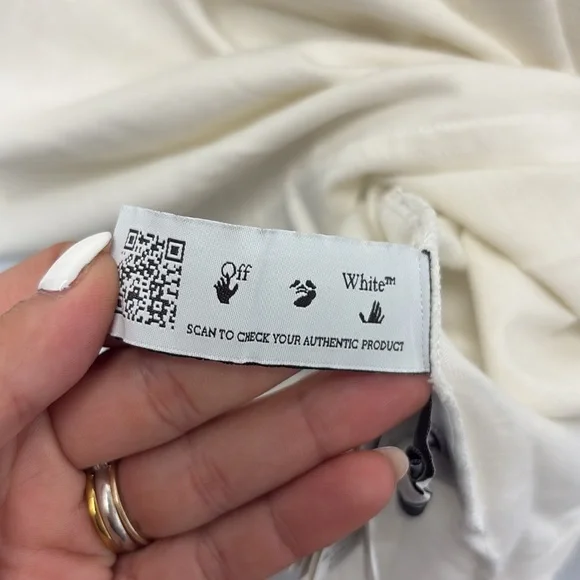 Off White™
SCAN TO CHECK YOUR AUTHENTIC PRODUCT